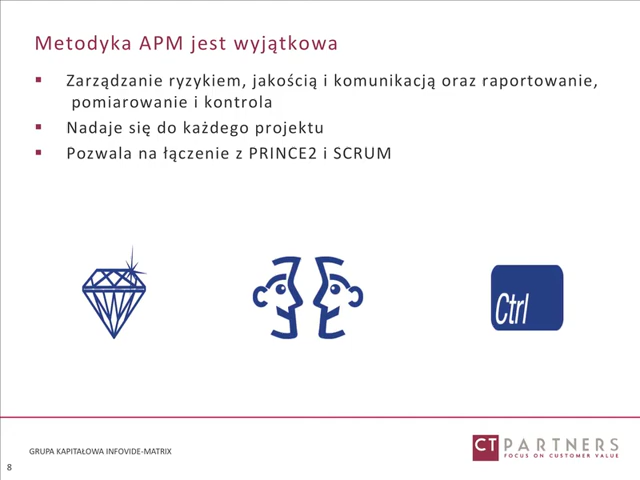 Metodyka APM jest wyjątkowa
▪ Zarządzanie ryzykiem, jakością i komunikacją oraz raportowanie,
pomiarowanie i kontrola
▪ Nadaje się do każdego projektu
▪ Pozwala na łączenie z PRINCE2 i SCRUM
Ctrl
GRUPA KAPITAŁOWA INFOVIDE-MATRIX
CT PARTNERS
FOCUS ON CUSTOMER VALUE
8